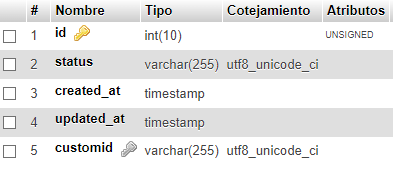 # Nombre Tipo Cotejamiento Atributos
1 id int(10) UNSIGNED
2 status varchar(255) utf8_unicode_ci
3 created_at timestamp
4 updated_at timestamp
5 customid varchar(255) utf8_unicode_ci